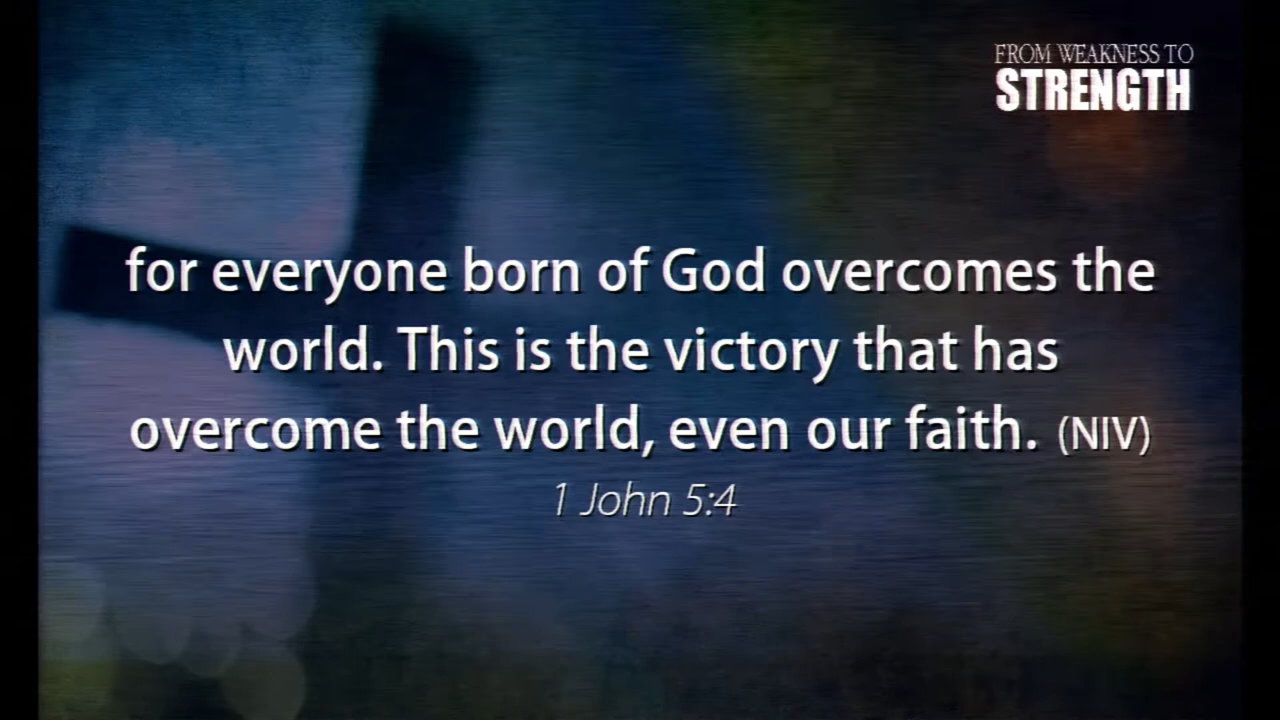 FROM WEAKNESS TO
STRENGTH
for everyone born of God overcomes the
world. This is the victory that has
overcome the world, even our faith. (NIV)
1 John 5:4